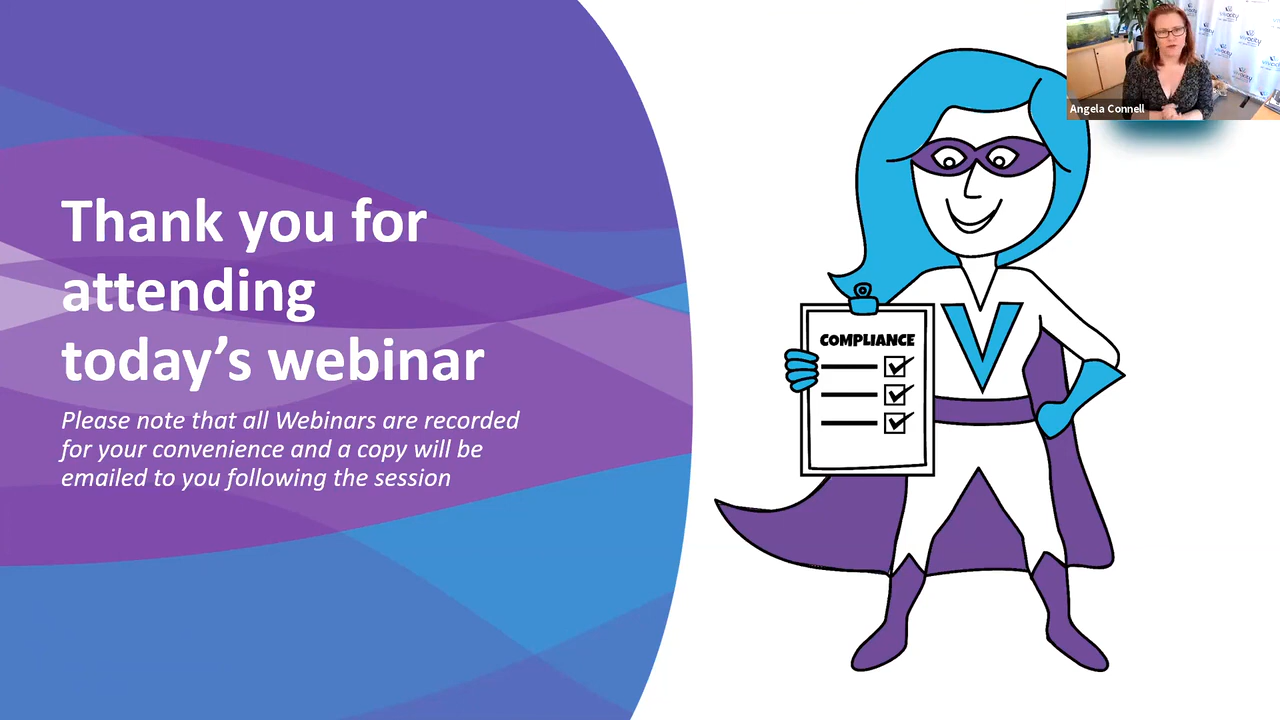 Thank you for
attending
today’s webinar
Please note that all Webinars are recorded
for your convenience and a copy will be
emailed to you following the session
COMPLIANCE
V
Angela Connell
vivacity